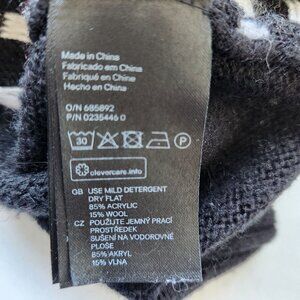 Made in China
Fabricado em China
Fabriqué en China
Hecho en China
O/N 685892
P/N 0235446 0
30 P
clevercare.info
GB USE MILD DETERGENT
DRY FLAT
85% ACRYLIC
15% WOOL
CZ POUŽIJTE JEMNÝ PRACÍ
PROSTŘEDEK
SUŠENÍ NA VODOROVNÉ
PLOŠE
85% AKRYL
15% VLNA